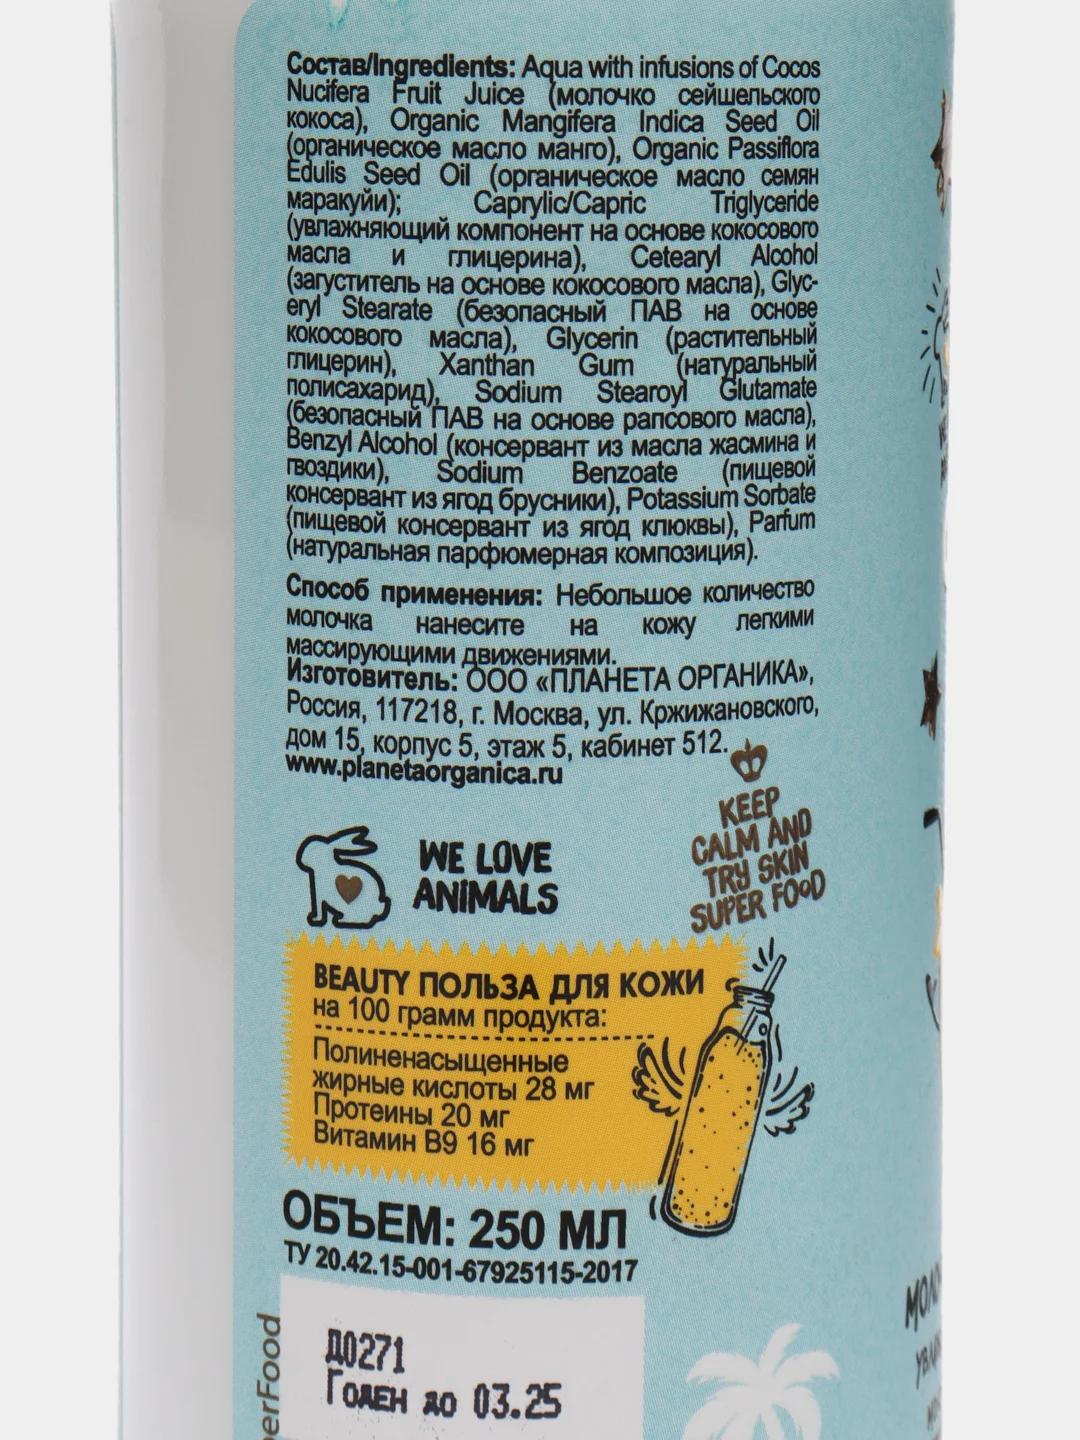 Состав/Ingredients: Aqua with infusions of Cocos
Nucifera Fruit Juice (молочко сейшельского
кокоса), Organic Mangifera Indica Seed Oil
(органическое масло манго), Organic Passiflora
Edulis Seed Oil (органическое масло семян
маракуйи); Caprylic/Capric Triglyceride
(увлажняющий компонент на основе кокосового
масла и глицерина), Cetearyl Alcohol
(загуститель на основе кокосового масла), Glyc-
eryl Stearate (безопасный ПАВ на основе
кокосового масла), Glycerin (растительный
глицерин), Xanthan Gum (натуральный
полисахарид), Sodium Stearoyl Glutamate
(безопасный ПАВ на основе рапсового масла),
Benzyl Alcohol (консервант из масла жасмина и
гвоздики), Sodium Benzoate (пищевой
консервант из ягод брусники), Potassium Sorbate
(пищевой консервант из ягод клюквы), Parfum
(натуральная парфюмерная композиция).
Способ применения: Небольшое количество
молочка нанесите на кожу легкими
массирующими движениями.
Изготовитель: ООО «ПЛАНЕТА ОРГАНИКА»,
Россия, 117218, г. Москва, ул. Кржижановского,
дом 15, корпус 5, этаж 5, кабинет 512.
www.planetaorganica.ru
KEEP
CALM AND
TRY SKIN
SUPER FOOD
WE LOVE
ANIMALS
BEAUTY ПОЛЬЗА ДЛЯ КОЖИ
на 100 грамм продукта:
Полиненасыщенные
жирные кислоты 28 мг
Протеины 20 мг
Витамин B9 16 мг
ОБЪЕМ: 250 МЛ
ТУ 20.42.15-001-67925115-2017
Д0271
Годен до 03.25